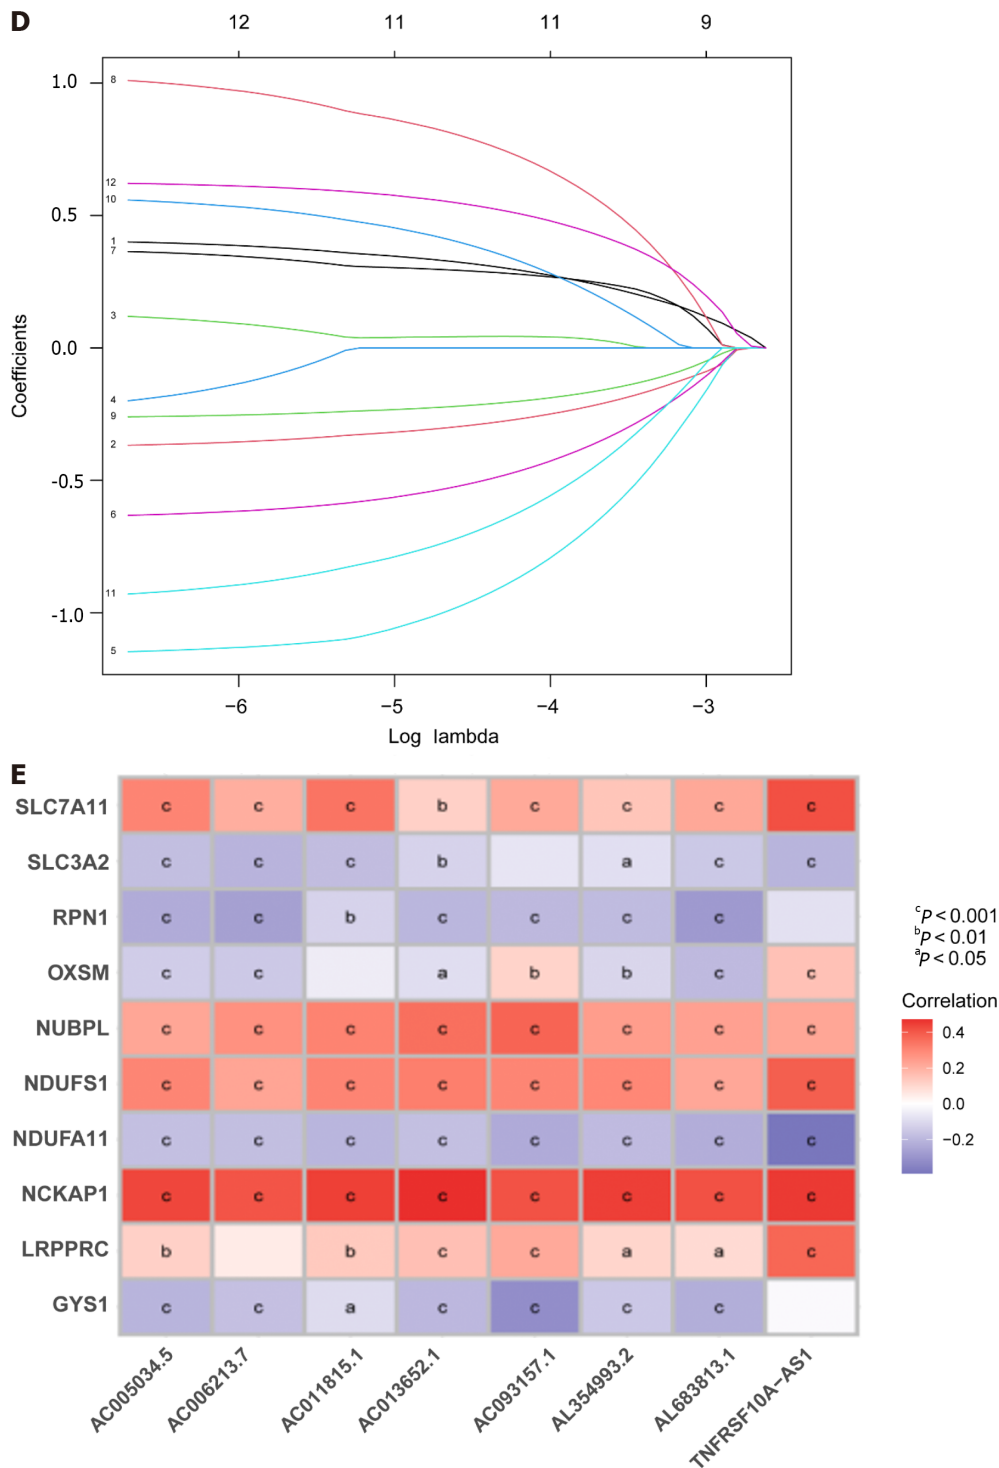 D
12 11 11 9
1.0
0.5
0.0
-0.5
-1.0
Coefficients
8
12
10
1
7
3
4
9
2
6
11
5
−6 −5 −4 −3
Log lambda
E
SLC7A11 c c c b c c c c
SLC3A2 c c c b a c c
RPN1 c c b c c c c
OXSM c c a b b c c
NUBPL c c c c c c c c
NDUFS1 c c c c c c c c
NDUFA11 c c c c c c c c
NCKAP1 c c c c c c c c
LRPPRC b b c c a a c
GYS1 c c a c c c c
AC005034.5
AC006213.7
AC011815.1
AC013652.1
AC093157.1
AL354993.2
AL683813.1
TNFRSF10A−AS1
cP < 0.001
bP < 0.01
aP < 0.05
Correlation
0.4
0.2
0.0
−0.2